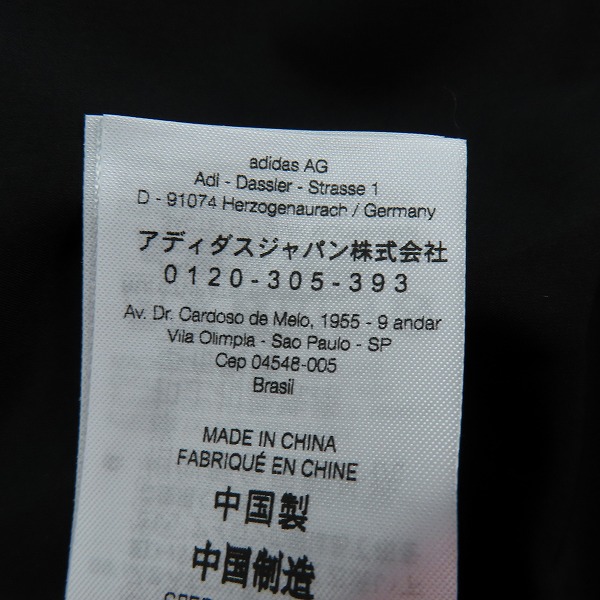 adidas AG
Adi - Dassler - Strasse 1
D - 91074 Herzogenaurach / Germany
アディダスジャパン株式会社
0120-305-393
Av. Dr. Cardoso de Melo, 1955 - 9 andar
Vila Olimpia - Sao Paulo - SP
Cep 04548-005
Brasil
MADE IN CHINA
FABRIQUÉ EN CHINE
中国製
中国制造